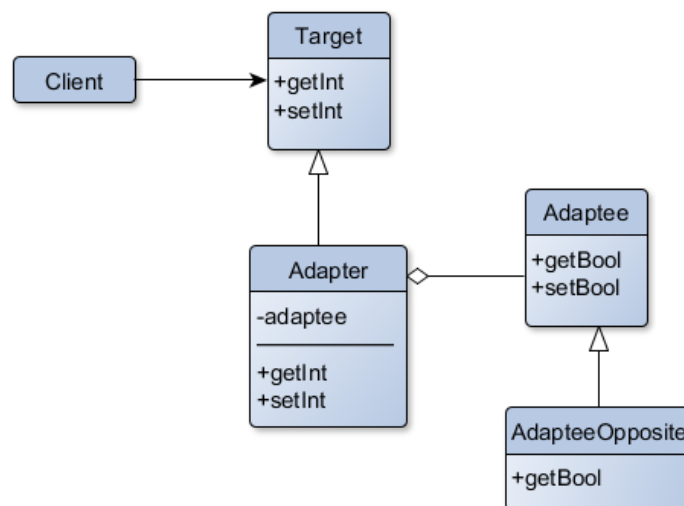 Target
+getInt
+setInt
Client
Adapter
-adaptee
+getInt
+setInt
Adaptee
+getBool
+setBool
AdapteeOpposite
+getBool